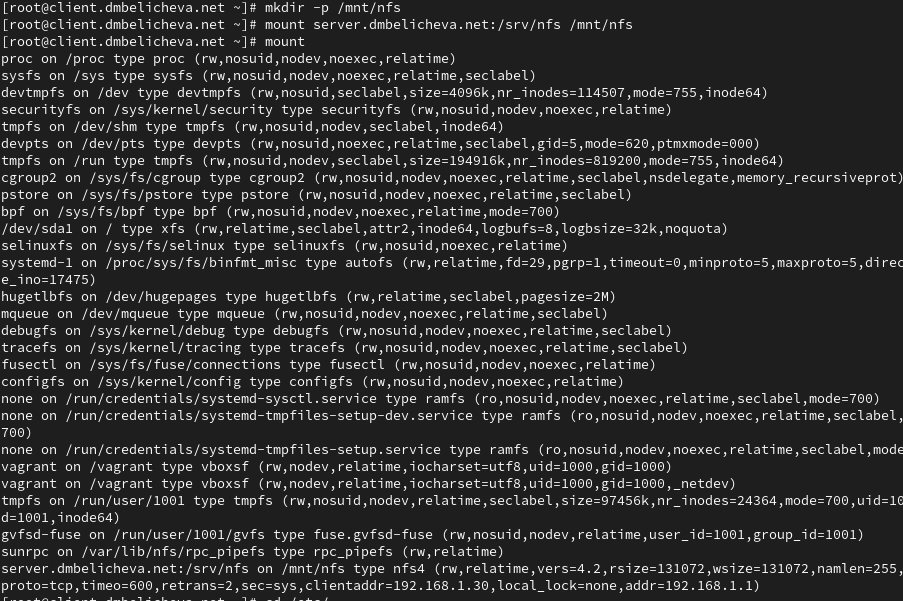 [root@client.dmbelicheva.net ~]# mkdir -p /mnt/nfs
[root@client.dmbelicheva.net ~]# mount server.dmbelicheva.net:/srv/nfs /mnt/nfs
[root@client.dmbelicheva.net ~]# mount
proc on /proc type proc (rw,nosuid,nodev,noexec,relatime)
sysfs on /sys type sysfs (rw,nosuid,nodev,noexec,relatime,seclabel)
devtmpfs on /dev type devtmpfs (rw,nosuid,seclabel,size=4096k,nr_inodes=114507,mode=755,inode64)
securityfs on /sys/kernel/security type securityfs (rw,nosuid,nodev,noexec,relatime)
tmpfs on /dev/shm type tmpfs (rw,nosuid,nodev,seclabel,inode64)
devpts on /dev/pts type devpts (rw,nosuid,noexec,relatime,seclabel,gid=5,mode=620,ptmxmode=000)
tmpfs on /run type tmpfs (rw,nosuid,nodev,seclabel,size=194916k,nr_inodes=819200,mode=755,inode64)
cgroup2 on /sys/fs/cgroup type cgroup2 (rw,nosuid,nodev,noexec,relatime,seclabel,nsdelegate,memory_recursiveprot)
pstore on /sys/fs/pstore type pstore (rw,nosuid,nodev,noexec,relatime,seclabel)
bpf on /sys/fs/bpf type bpf (rw,nosuid,nodev,noexec,relatime,mode=700)
/dev/sda1 on / type xfs (rw,relatime,seclabel,attr2,inode64,logbufs=8,logbsize=32k,noquota)
selinuxfs on /sys/fs/selinux type selinuxfs (rw,nosuid,noexec,relatime)
systemd-1 on /proc/sys/fs/binfmt_misc type autofs (rw,relatime,fd=29,pgrp=1,timeout=0,minproto=5,maxproto=5,direc
e_ino=17475)
hugetlbfs on /dev/hugepages type hugetlbfs (rw,relatime,seclabel,pagesize=2M)
mqueue on /dev/mqueue type mqueue (rw,nosuid,nodev,noexec,relatime,seclabel)
debugfs on /sys/kernel/debug type debugfs (rw,nosuid,nodev,noexec,relatime,seclabel)
tracefs on /sys/kernel/tracing type tracefs (rw,nosuid,nodev,noexec,relatime,seclabel)
fusectl on /sys/fs/fuse/connections type fusectl (rw,nosuid,nodev,noexec,relatime)
configfs on /sys/kernel/config type configfs (rw,nosuid,nodev,noexec,relatime)
none on /run/credentials/systemd-sysctl.service type ramfs (ro,nosuid,nodev,noexec,relatime,seclabel,mode=700)
none on /run/credentials/systemd-tmpfiles-setup-dev.service type ramfs (ro,nosuid,nodev,noexec,relatime,seclabel,
700)
none on /run/credentials/systemd-tmpfiles-setup.service type ramfs (ro,nosuid,nodev,noexec,relatime,seclabel,mode
vagrant on /vagrant type vboxsf (rw,nodev,relatime,iocharset=utf8,uid=1000,gid=1000)
vagrant on /vagrant type vboxsf (rw,nodev,relatime,iocharset=utf8,uid=1000,gid=1000,_netdev)
tmpfs on /run/user/1001 type tmpfs (rw,nosuid,nodev,relatime,seclabel,size=97456k,nr_inodes=24364,mode=700,uid=10
d=1001,inode64)
gvfsd-fuse on /run/user/1001/gvfs type fuse.gvfsd-fuse (rw,nosuid,nodev,relatime,user_id=1001,group_id=1001)
sunrpc on /var/lib/nfs/rpc_pipefs type rpc_pipefs (rw,relatime)
server.dmbelicheva.net:/srv/nfs on /mnt/nfs type nfs4 (rw,relatime,vers=4.2,rsize=131072,wsize=131072,namlen=255,
proto=tcp,timeo=600,retrans=2,sec=sys,clientaddr=192.168.1.30,local_lock=none,addr=192.168.1.1)
[root@client.dmbelicheva.net ~]# cd /etc/